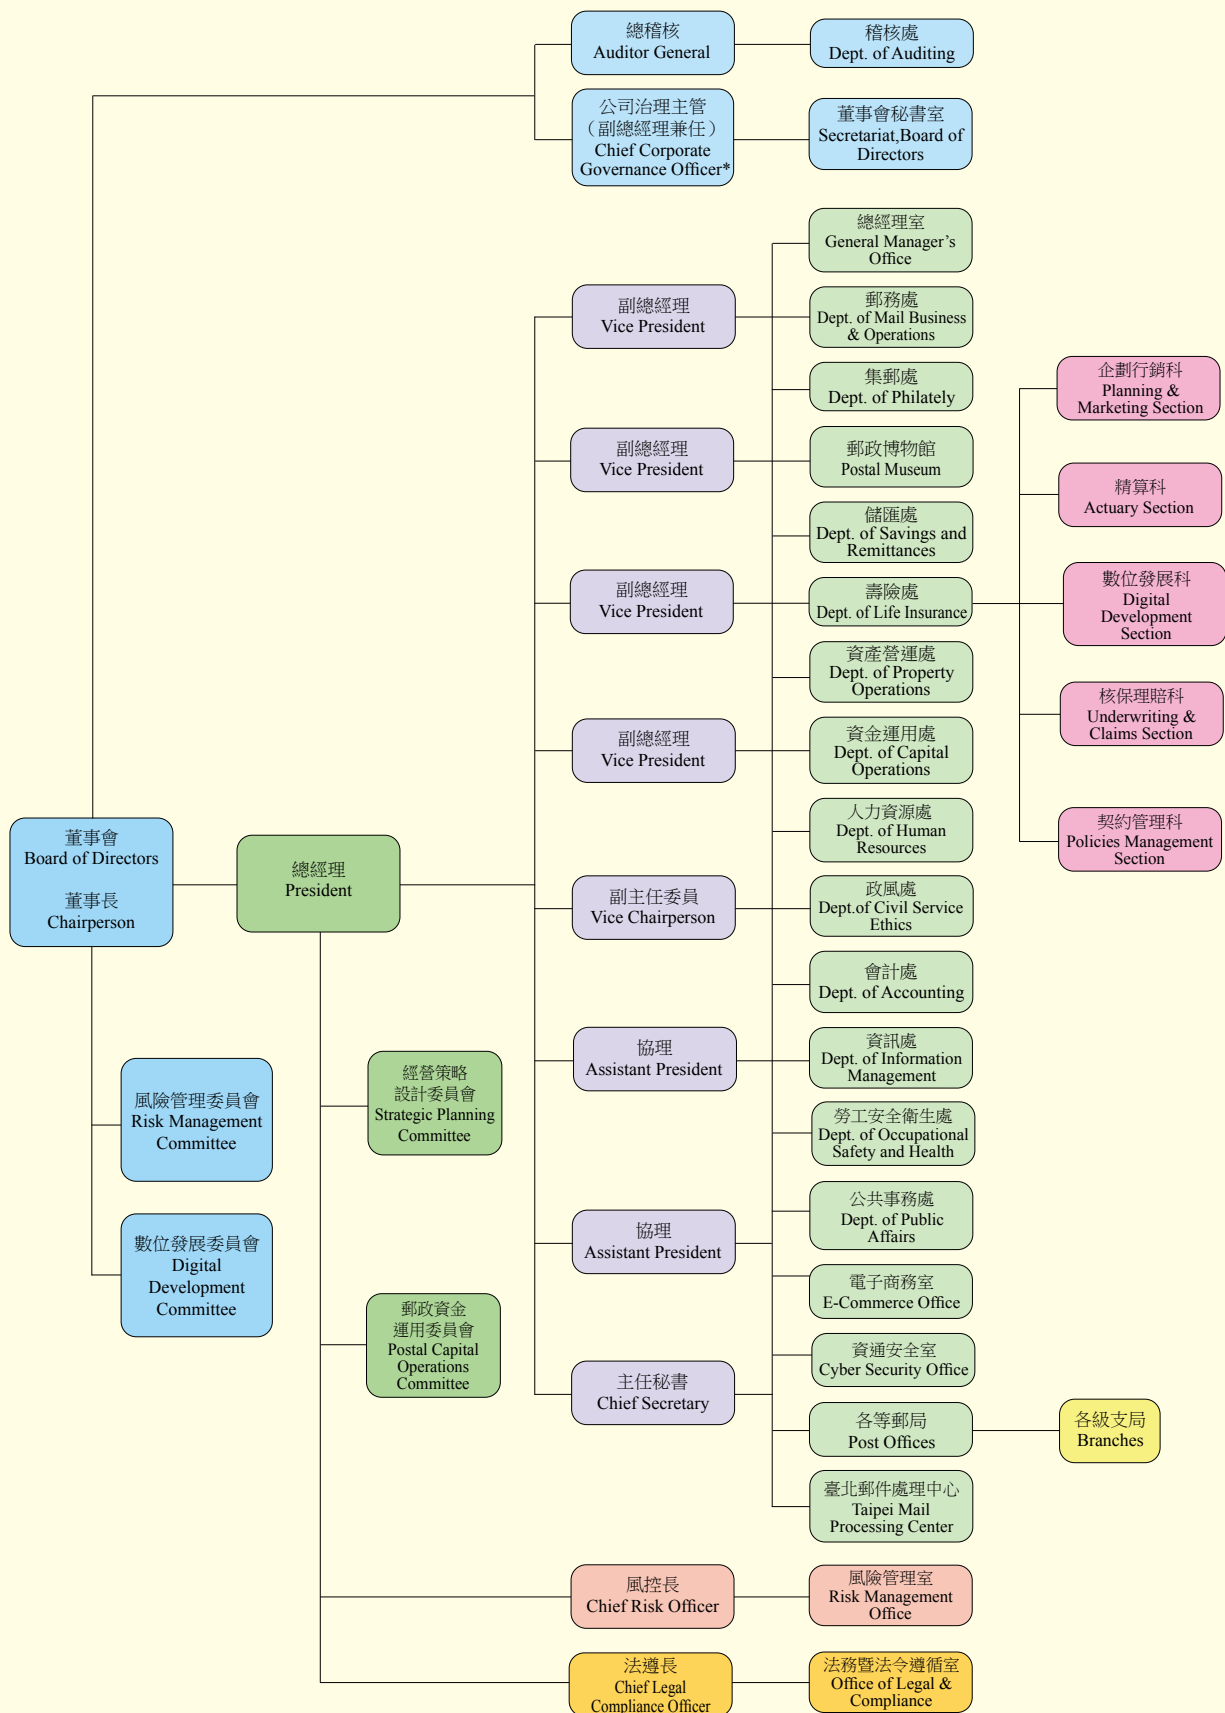 總稽核
Auditor General
稽核處
Dept. of Auditing
公司治理主管
（副總經理兼任）
Chief Corporate
Governance Officer*
董事會秘書室
Secretariat,Board of
Directors
總經理室
General Manager’s
Office
副總經理
Vice President
郵務處
Dept. of Mail Business
& Operations
集郵處
Dept. of Philately
副總經理
Vice President
郵政博物館
Postal Museum
儲匯處
Dept. of Savings and
Remittances
副總經理
Vice President
壽險處
Dept. of Life Insurance
企劃行銷科
Planning &
Marketing Section
精算科
Actuary Section
數位發展科
Digital
Development
Section
核保理賠科
Underwriting &
Claims Section
契約管理科
Policies Management
Section
資產營運處
Dept. of Property
Operations
副總經理
Vice President
資金運用處
Dept. of Capital
Operations
人力資源處
Dept. of Human
Resources
董事會
Board of Directors
董事長
Chairperson
總經理
President
副主任委員
Vice Chairperson
政風處
Dept.of Civil Service
Ethics
會計處
Dept. of Accounting
協理
Assistant President
資訊處
Dept. of Information
Management
風險管理委員會
Risk Management
Committee
經營策略
設計委員會
Strategic Planning
Committee
勞工安全衛生處
Dept. of Occupational
Safety and Health
公共事務處
Dept. of Public
Affairs
協理
Assistant President
數位發展委員會
Digital
Development
Committee
電子商務室
E-Commerce Office
郵政資金
運用委員會
Postal Capital
Operations
Committee
資通安全室
Cyber Security Office
主任秘書
Chief Secretary
各等郵局
Post Offices
各級支局
Branches
臺北郵件處理中心
Taipei Mail
Processing Center
風控長
Chief Risk Officer
風險管理室
Risk Management
Office
法遵長
Chief Legal
Compliance Officer
法務暨法令遵循室
Office of Legal &
Compliance